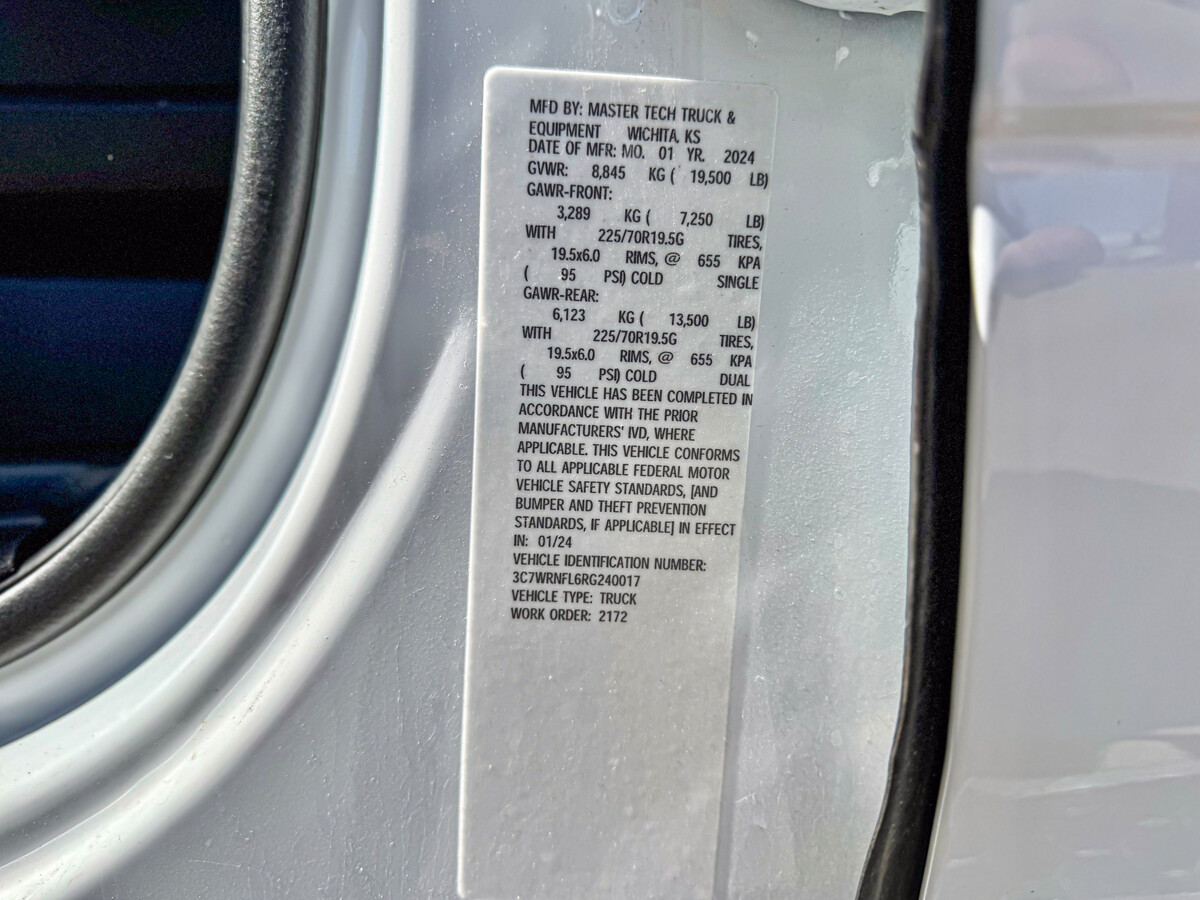 MFD BY: MASTER TECH TRUCK &
EQUIPMENT WICHITA, KS
DATE OF MFR: MO. 01 YR. 2024
GVWR: 8,845 KG ( 19,500 LB)
GAWR-FRONT:
3,289 KG ( 7,250 LB)
WITH 225/70R19.5G TIRES,
19.5x6.0 RIMS, @ 655 KPA
( 95 PSI) COLD SINGLE
GAWR-REAR:
6,123 KG ( 13,500 LB)
WITH 225/70R19.5G TIRES,
19.5x6.0 RIMS, @ 655 KPA
( 95 PSI) COLD DUAL
THIS VEHICLE HAS BEEN COMPLETED IN
ACCORDANCE WITH THE PRIOR
MANUFACTURERS' IVD, WHERE
APPLICABLE. THIS VEHICLE CONFORMS
TO ALL APPLICABLE FEDERAL MOTOR
VEHICLE SAFETY STANDARDS, [AND
BUMPER AND THEFT PREVENTION
STANDARDS, IF APPLICABLE] IN EFFECT
IN: 01/24
VEHICLE IDENTIFICATION NUMBER:
3C7WRNFL6RG240017
VEHICLE TYPE: TRUCK
WORK ORDER: 2172